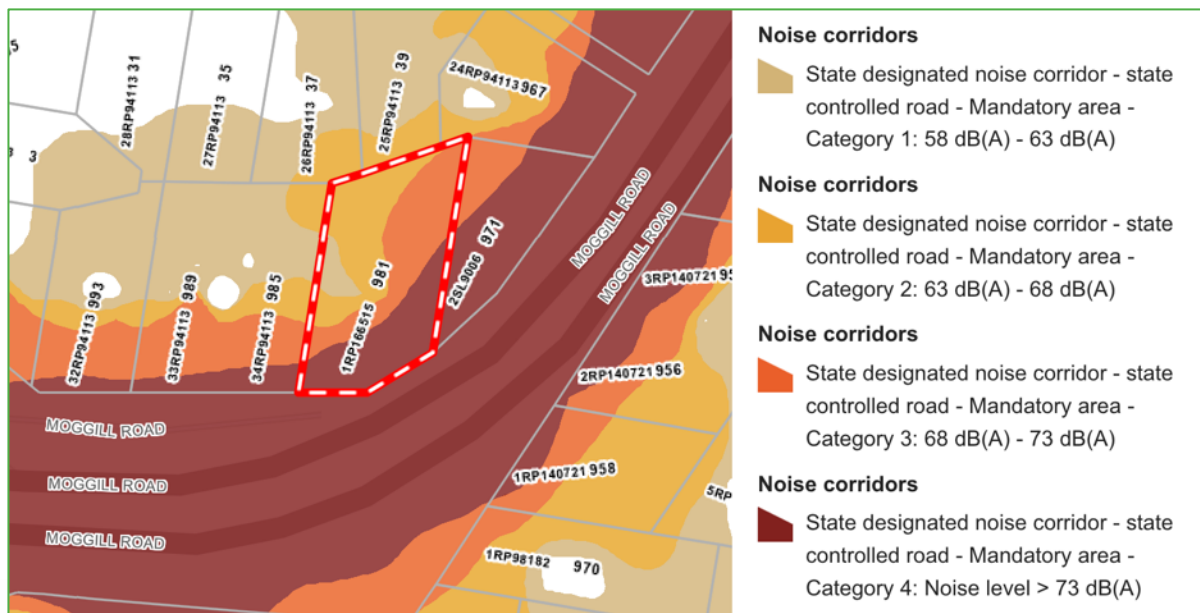 28RP94113 31
27RP94113 35
26RP94113 37
25RP94113 39
24RP94113 967
3
32RP94113 993
33RP94113 989
34RP94113 985
1RP166515 981
2SL9006 971
MOGGILL ROAD
MOGGILL ROAD
MOGGILL ROAD
MOGGILL ROAD
MOGGILL ROAD
3RP140721 95
2RP140721 956
1RP140721 958
5RP
1RP98182 970
Noise corridors
State designated noise corridor - state
controlled road - Mandatory area -
Category 1: 58 dB(A) - 63 dB(A)
Noise corridors
State designated noise corridor - state
controlled road - Mandatory area -
Category 2: 63 dB(A) - 68 dB(A)
Noise corridors
State designated noise corridor - state
controlled road - Mandatory area -
Category 3: 68 dB(A) - 73 dB(A)
Noise corridors
State designated noise corridor - state
controlled road - Mandatory area -
Category 4: Noise level > 73 dB(A)